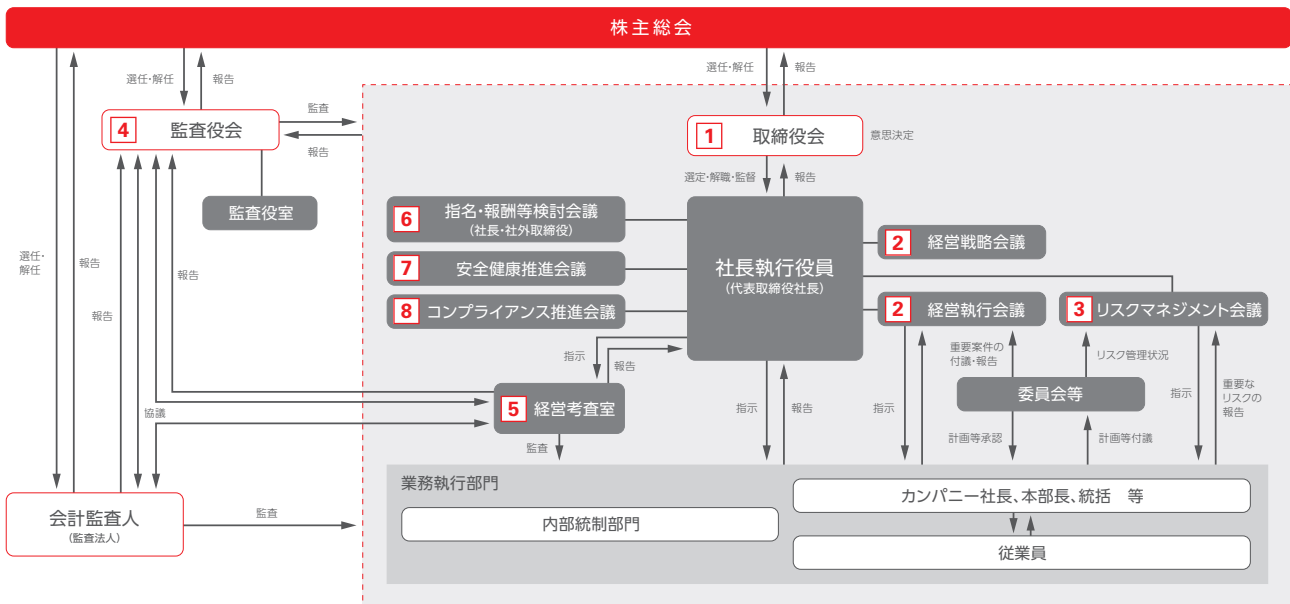 株主総会
選任・解任
報告
選任・解任
報告
監査
4 監査役会
報告
1 取締役会
意思決定
選定・解職・監督
報告
監査役室
6 指名・報酬等検討会議
(社長・社外取締役)
7 安全健康推進会議
8 コンプライアンス推進会議
社長執行役員
(代表取締役社長)
2 経営戦略会議
2 経営執行会議
3 リスクマネジメント会議
選任・
解任
報告
報告
報告
指示
報告
重要案件の
付議・報告
リスク管理状況
委員会等
5 経営考査室
協議
監査
指示
報告
指示
計画等承認
計画等付議
指示
重要な
リスクの
報告
業務執行部門
内部統制部門
カンパニー社長、本部長、統括 等
従業員
会計監査人
(監査法人)
監査